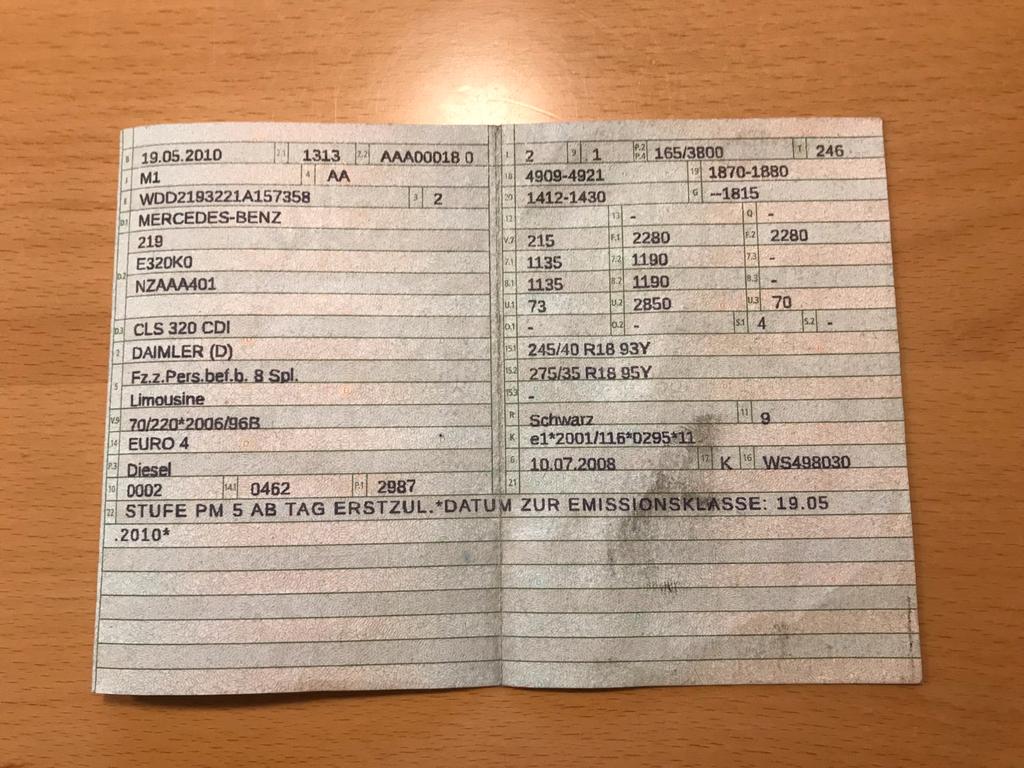 B 19.05.2010 2.1 1313 2.2 AAA00018 0
J M1 4 AA
E WDD2193221A157358 3 2
D.1 MERCEDES-BENZ
219
D.2 E320K0
NZAAA401
D.3 CLS 320 CDI
2 DAIMLER (D)
5 Fz.z.Pers.bef.b. 8 Spl.
Limousine
V.9 70/220*2006/96B
14 EURO 4
P.3 Diesel
10 0002 14.1 0462 P.1 2987
L 2 9 1 P.2 P.4 165/3800 T 246
18 4909-4921 19 1870-1880
20 1412-1430 G --1815
12 13 - Q -
V.7 215 F.1 2280 F.2 2280
7.1 1135 7.2 1190 7.3 -
8.1 1135 8.2 1190 8.3 -
U.1 73 U.2 2850 U.3 70
O.1 - O.2 - S.1 4 S.2 -
15.1 245/40 R18 93Y
15.2 275/35 R18 95Y
15.3 -
R Schwarz 11 9
K e1*2001/116*0295*11
6 10.07.2008 17 K 16 WS498030
21
22 STUFE PM 5 AB TAG ERSTZUL.*DATUM ZUR EMISSIONSKLASSE: 19.05
.2010*